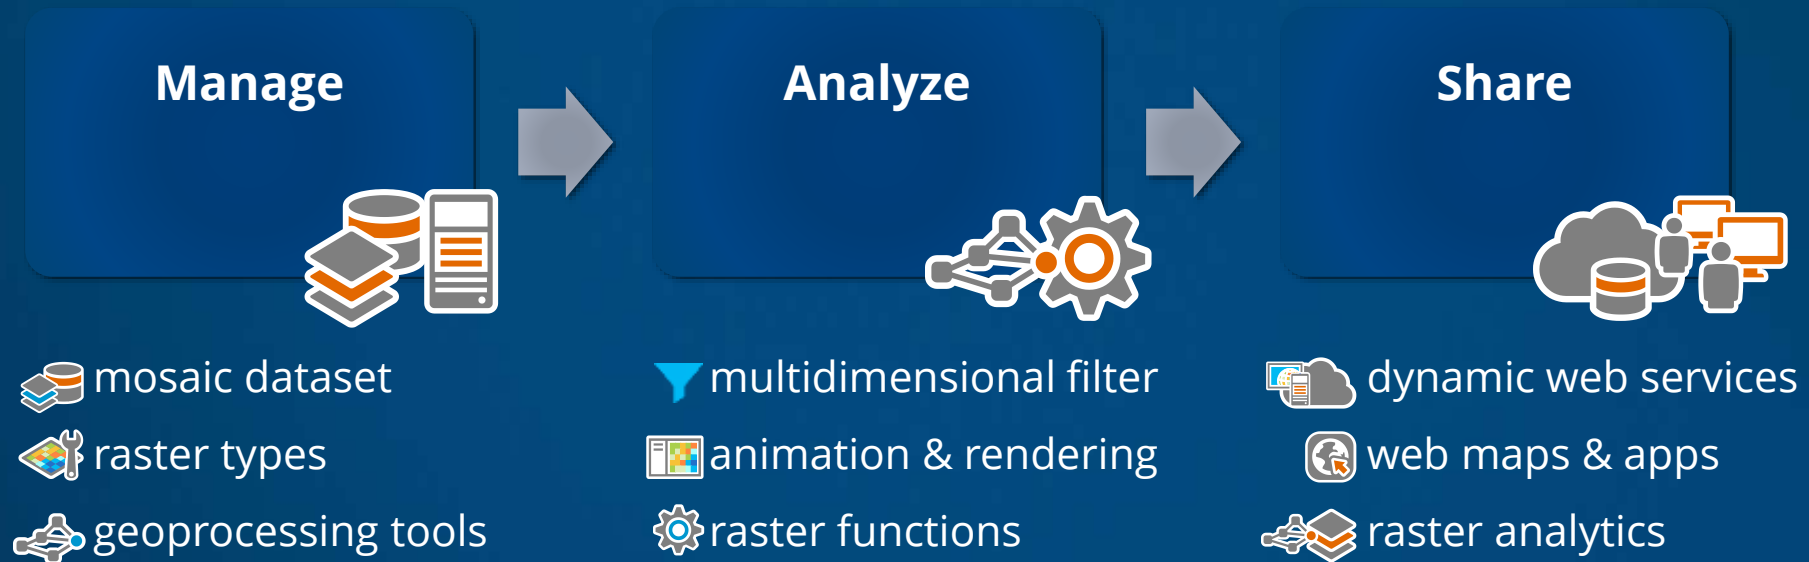 Manage
mosaic dataset
raster types
geoprocessing tools
Analyze
multidimensional filter
animation & rendering
raster functions
Share
dynamic web services
web maps & apps
raster analytics